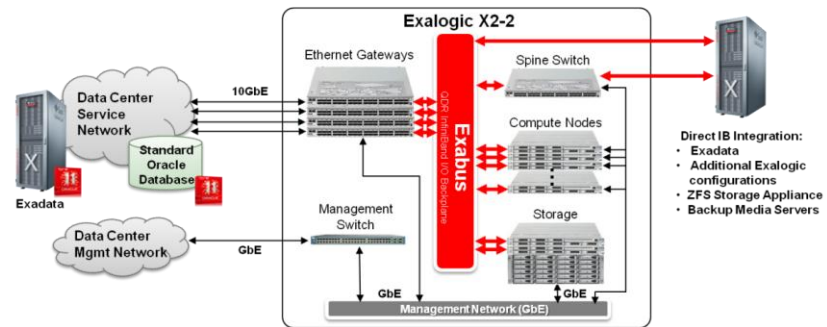 Exalogic X2-2
Ethernet Gateways
Spine Switch
10GbE
Data Center
Service
Network
Standard
Oracle
Database
Exadata
Exabus
QDR InfiniBand I/O Backplane
Compute Nodes
Direct IB Integration:
• Exadata
• Additional Exalogic
configurations
• ZFS Storage Appliance
• Backup Media Servers
Management
Switch
Storage
Data Center
Mgmt Network
GbE
GbE
GbE
Management Network (GbE)
X
X
11
11